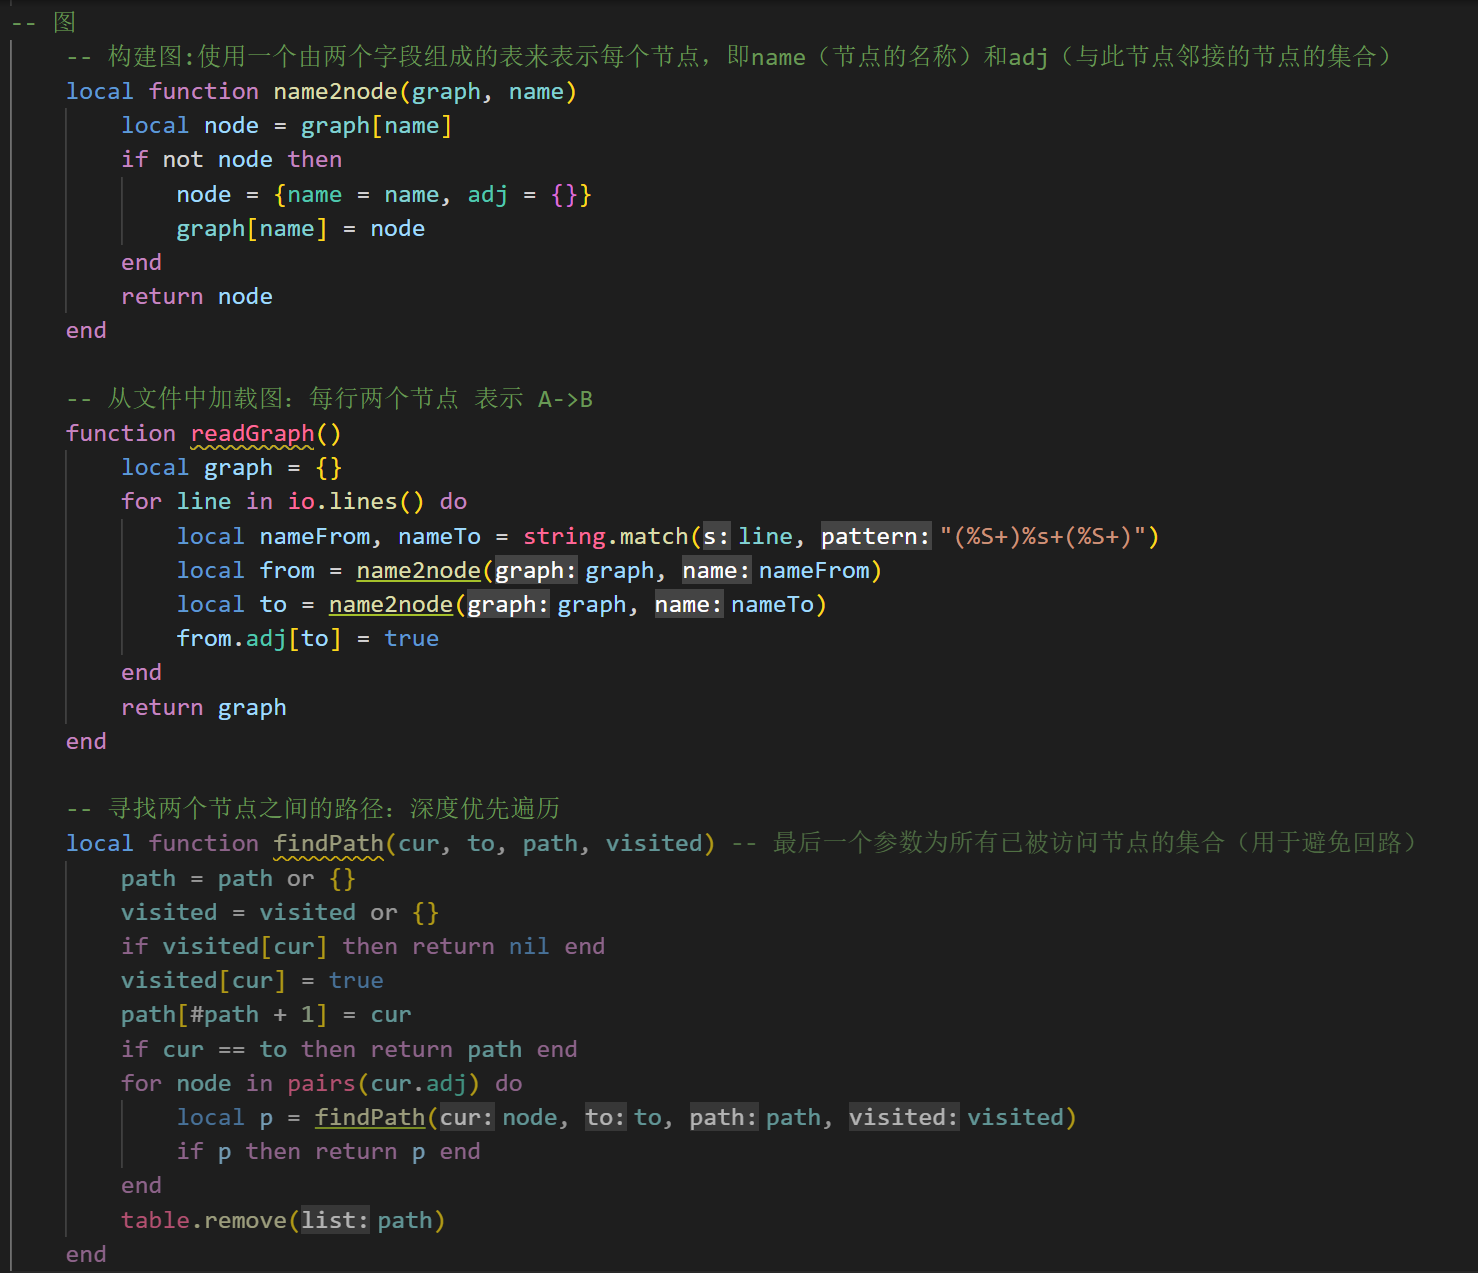 -- 图
-- 构建图:使用一个由两个字段组成的表来表示每个节点，即name（节点的名称）和adj（与此节点邻接的节点的集合）
local function name2node(graph, name)
local node = graph[name]
if not node then
node = {name = name, adj = {}}
graph[name] = node
end
return node
end
-- 从文件中加载图：每行两个节点 表示 A->B
function readGraph()
local graph = {}
for line in io.lines() do
local nameFrom, nameTo = string.match(s: line, pattern: "(%S+)%s+(%S+)")
local from = name2node(graph: graph, name: nameFrom)
local to = name2node(graph: graph, name: nameTo)
from.adj[to] = true
end
return graph
end
-- 寻找两个节点之间的路径：深度优先遍历
local function findPath(cur, to, path, visited) -- 最后一个参数为所有已被访问节点的集合（用于避免回路）
path = path or {}
visited = visited or {}
if visited[cur] then return nil end
visited[cur] = true
path[#path + 1] = cur
if cur == to then return path end
for node in pairs(cur.adj) do
local p = findPath(cur: node, to: to, path: path, visited: visited)
if p then return p end
end
table.remove(list: path)
end